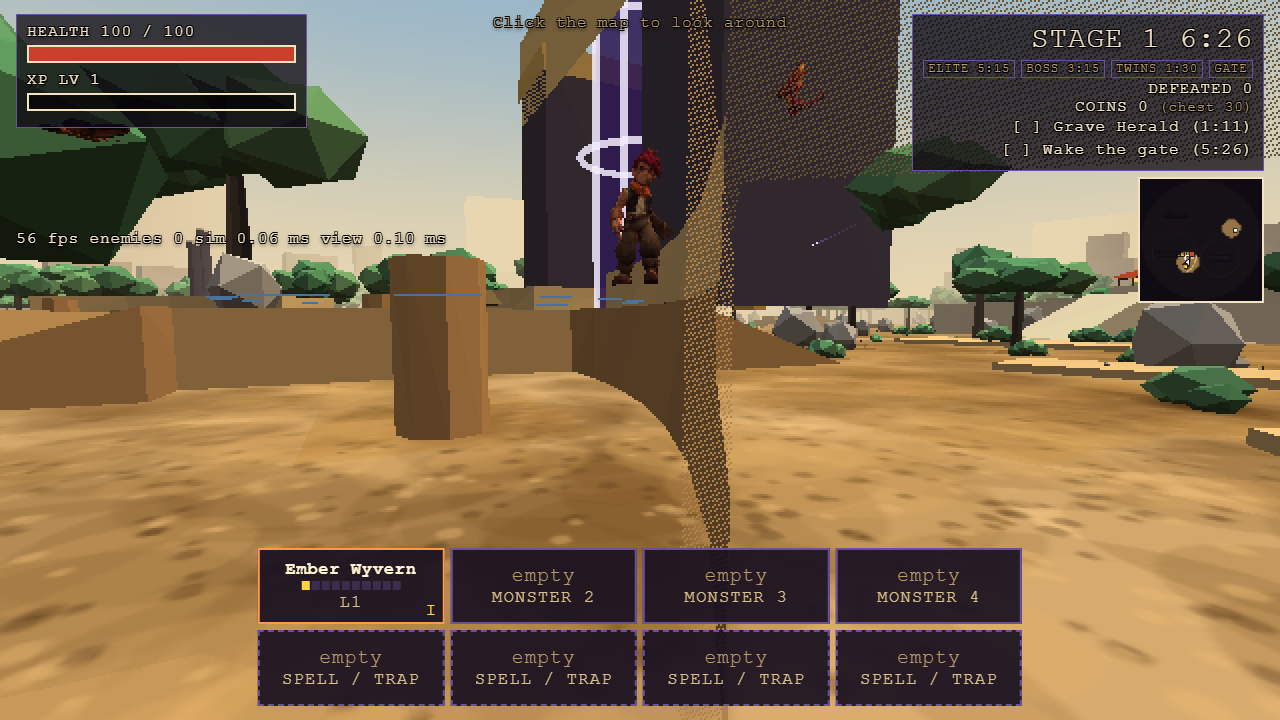 HEALTH 100 / 100
XP LV 1
Click the map to look around
STAGE 1 6:26
ELITE 5:15 BOSS 3:15 TWINS 1:30 GATE
DEFEATED 0
COINS 0 (chest 30)
[ ] Grave Herald (1:11)
[ ] Wake the gate (5:26)
56 fps enemies 0 sim 0.06 ms view 0.10 ms
Ember Wyvern
L1
I
empty
MONSTER 2
empty
MONSTER 3
empty
MONSTER 4
empty
SPELL / TRAP
empty
SPELL / TRAP
empty
SPELL / TRAP
empty
SPELL / TRAP